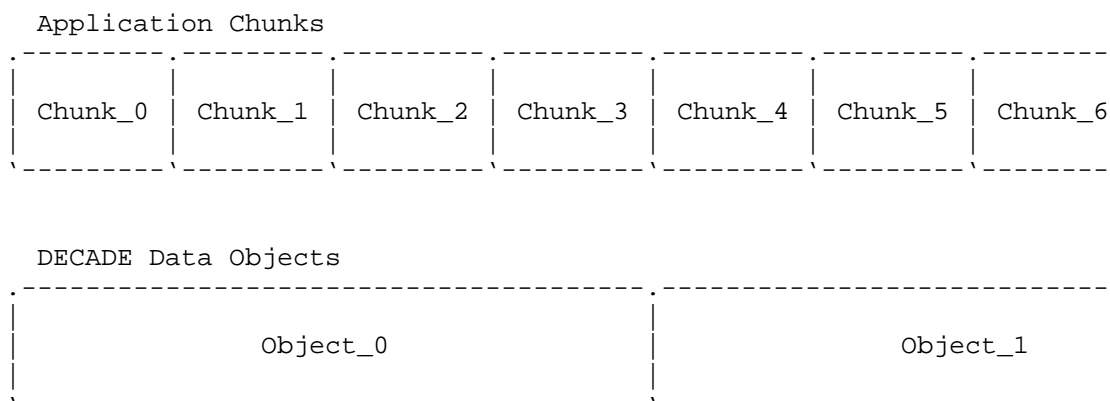 Application Chunks
Chunk_0 Chunk_1 Chunk_2 Chunk_3 Chunk_4 Chunk_5 Chunk_6
DECADE Data Objects
Object_0 Object_1